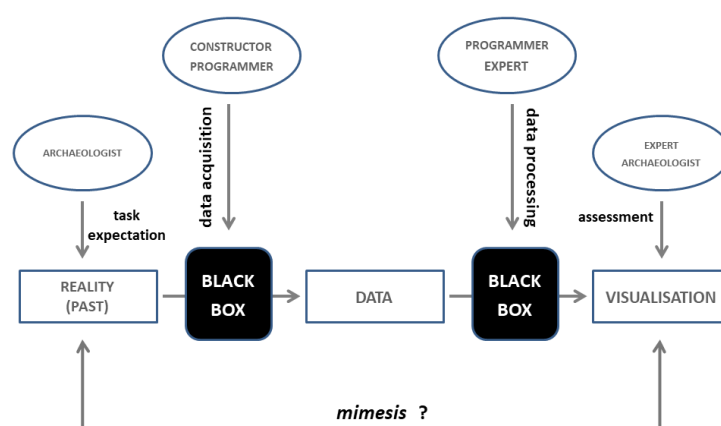 CONSTRUCTOR
PROGRAMMER
PROGRAMMER
EXPERT
ARCHAEOLOGIST
data acquisition
data processing
EXPERT
ARCHAEOLOGIST
task
expectation
assessment
REALITY
(PAST)
BLACK
BOX
DATA
BLACK
BOX
VISUALISATION
mimesis ?